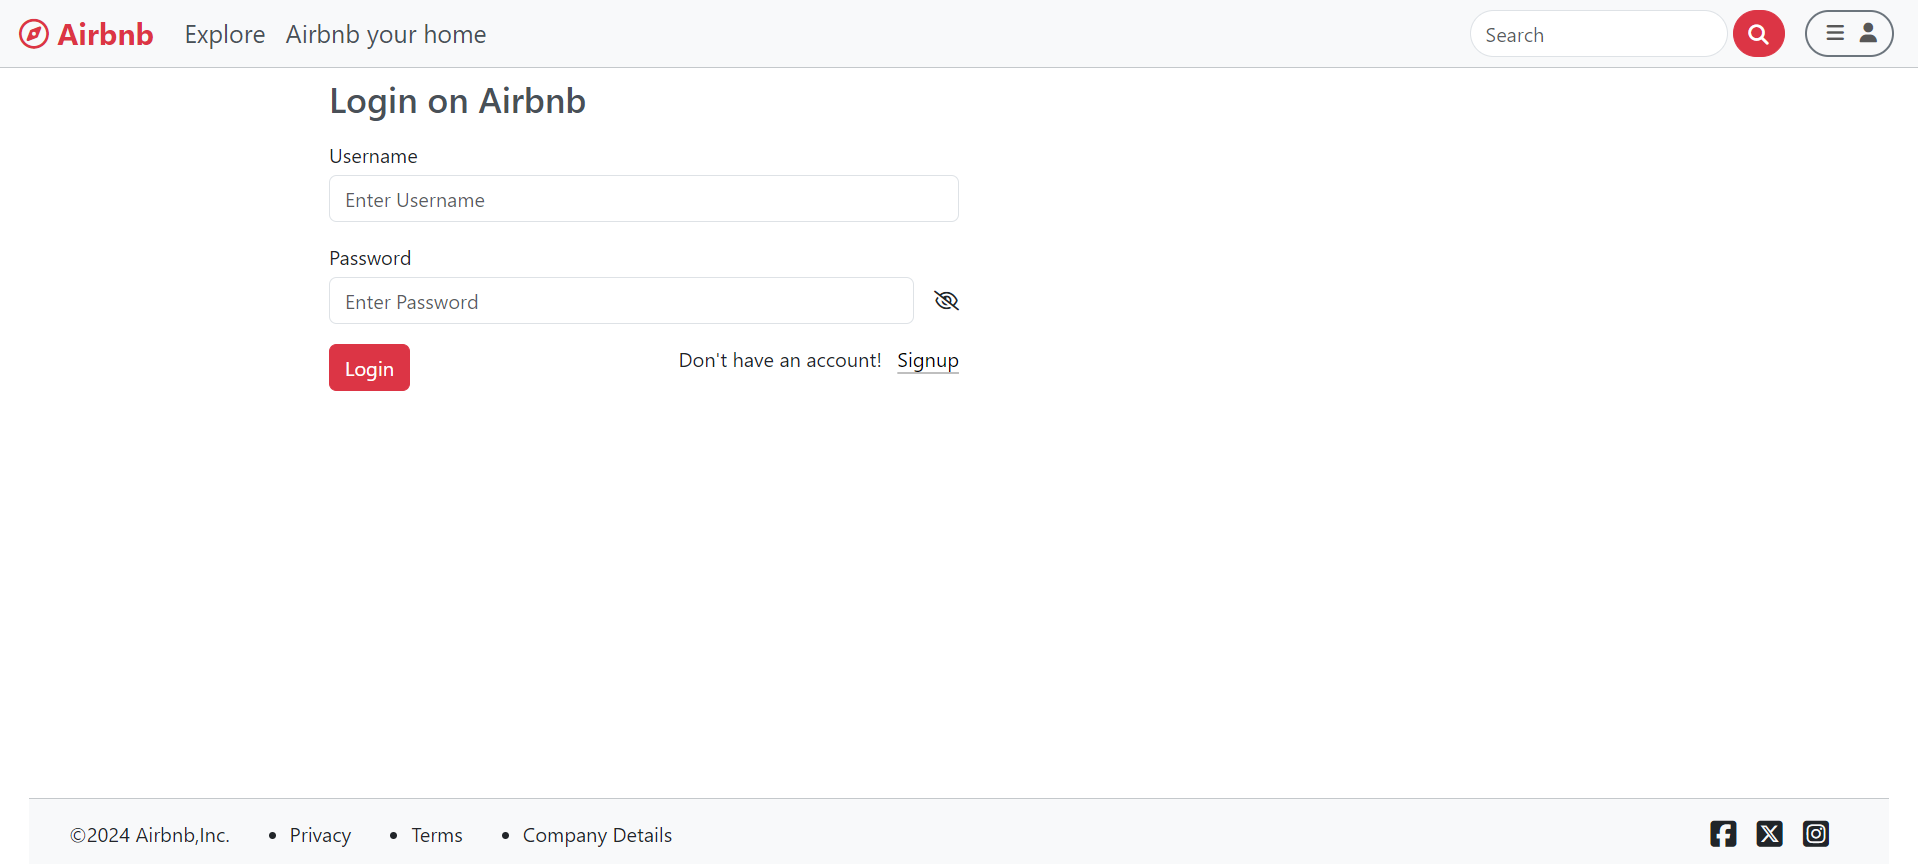 Airbnb Explore Airbnb your home Search
Login on Airbnb
Username
Enter Username
Password
Enter Password
Login Don't have an account! Signup
©2024 Airbnb,Inc. • Privacy • Terms • Company Details